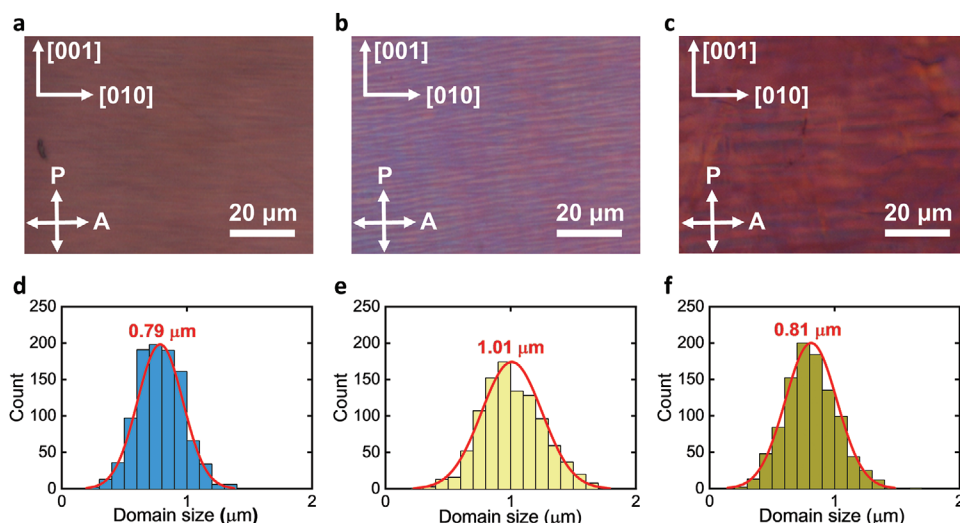 a
[001]
[010]
P
A
20 μm
b
[001]
[010]
P
A
20 μm
c
[001]
[010]
P
A
20 μm
d
250
200
150
100
50
0
Count
0.79 μm
0
1
2
Domain size (μm)
e
250
200
150
100
50
0
Count
1.01 μm
0
1
2
Domain size (μm)
f
250
200
150
100
50
0
Count
0.81 μm
0
1
2
Domain size (μm)